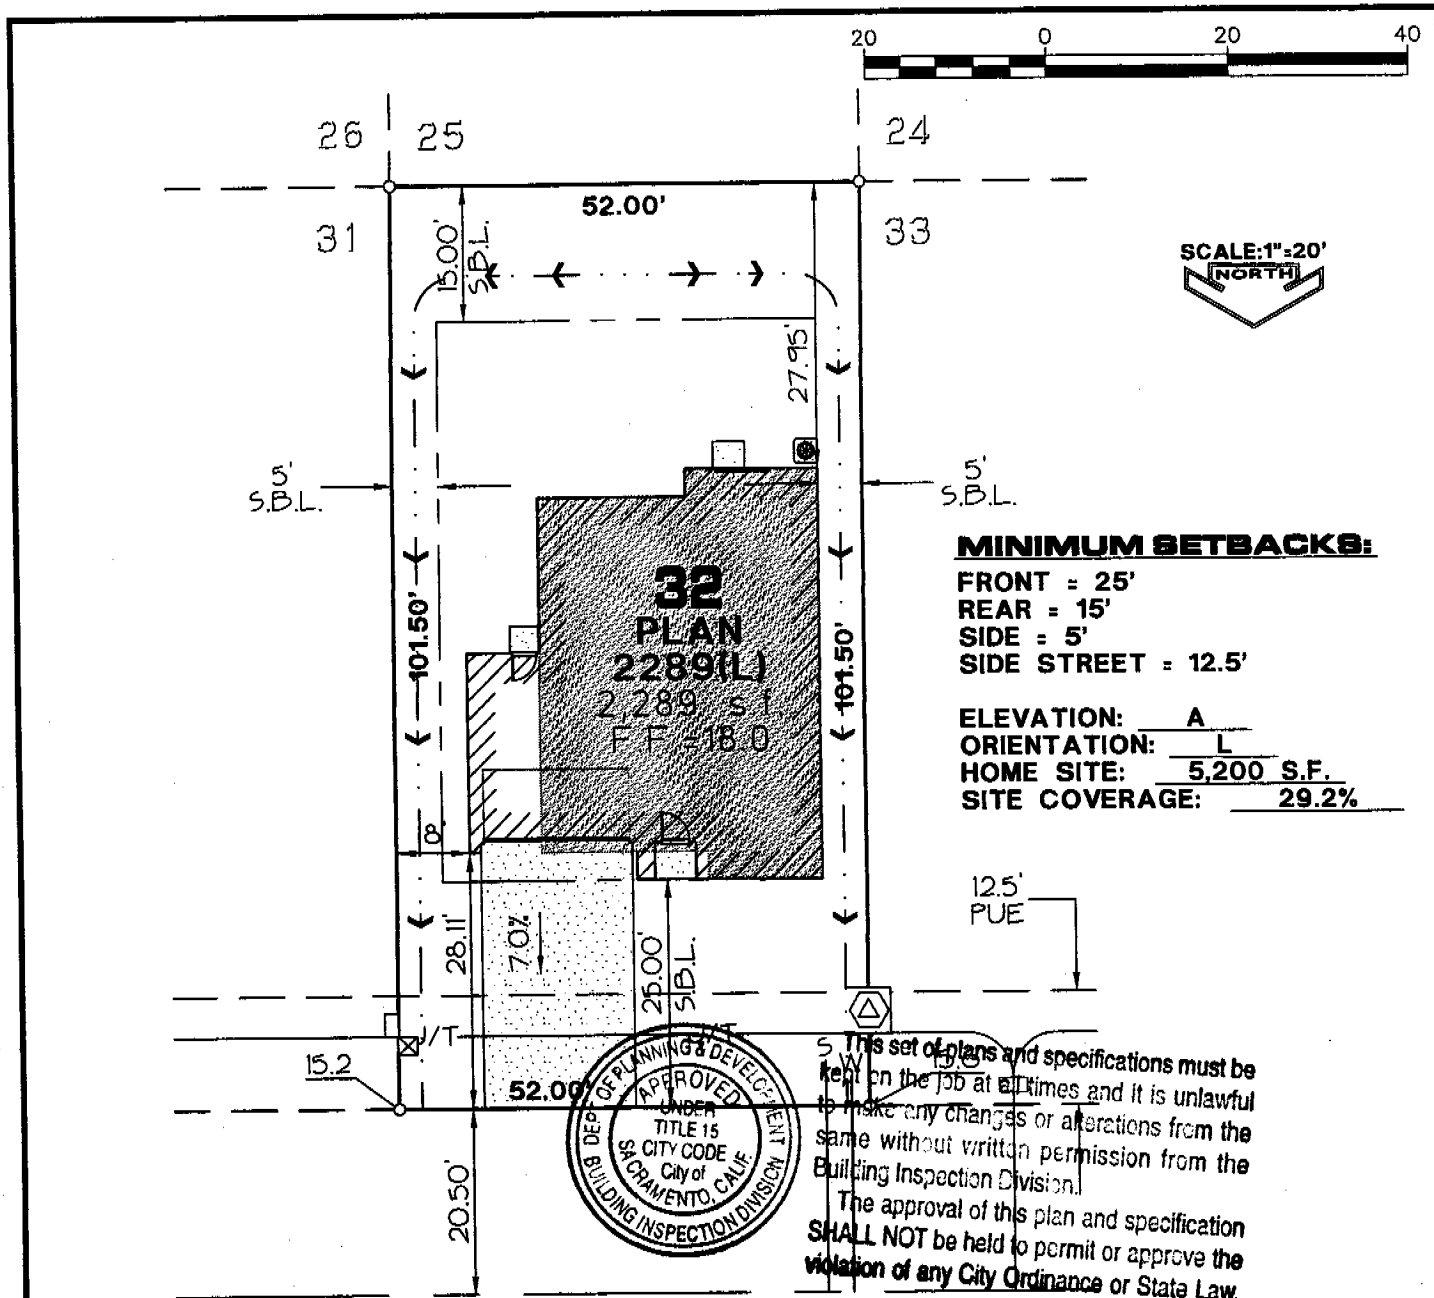 20 0 20 40
26 25 24
52.00'
31 33
15.00'
S.B.L.
SCALE:1"=20'
NORTH
27.95'
5'
S.B.L.
5'
S.B.L.
MINIMUM SETBACKS:
FRONT = 25'
REAR = 15'
SIDE = 5'
SIDE STREET = 12.5'
32
PLAN
2289(L)
2,289 s.f.
F.F.=18.0
101.50'
101.50'
ELEVATION: A
ORIENTATION: L
HOME SITE: 5,200 S.F.
SITE COVERAGE: 29.2%
8'
12.5'
PUE
28.11'
7.0%
25.00'
S.B.L.
J/T
J/T
15.2
52.00'
S W
20.50'
DEPT OF PLANNING & DEVELOPMENT
BUILDING INSPECTION DIVISION
APPROVED
UNDER
TITLE 15
CITY CODE
City of
SACRAMENTO, CALIF.
This set of plans and specifications must be
kept on the job at all times and it is unlawful
to make any changes or alterations from the
same without written permission from the
Building Inspection Division.
The approval of this plan and specification
SHALL NOT be held to permit or approve the
violation of any City Ordinance or State Law.